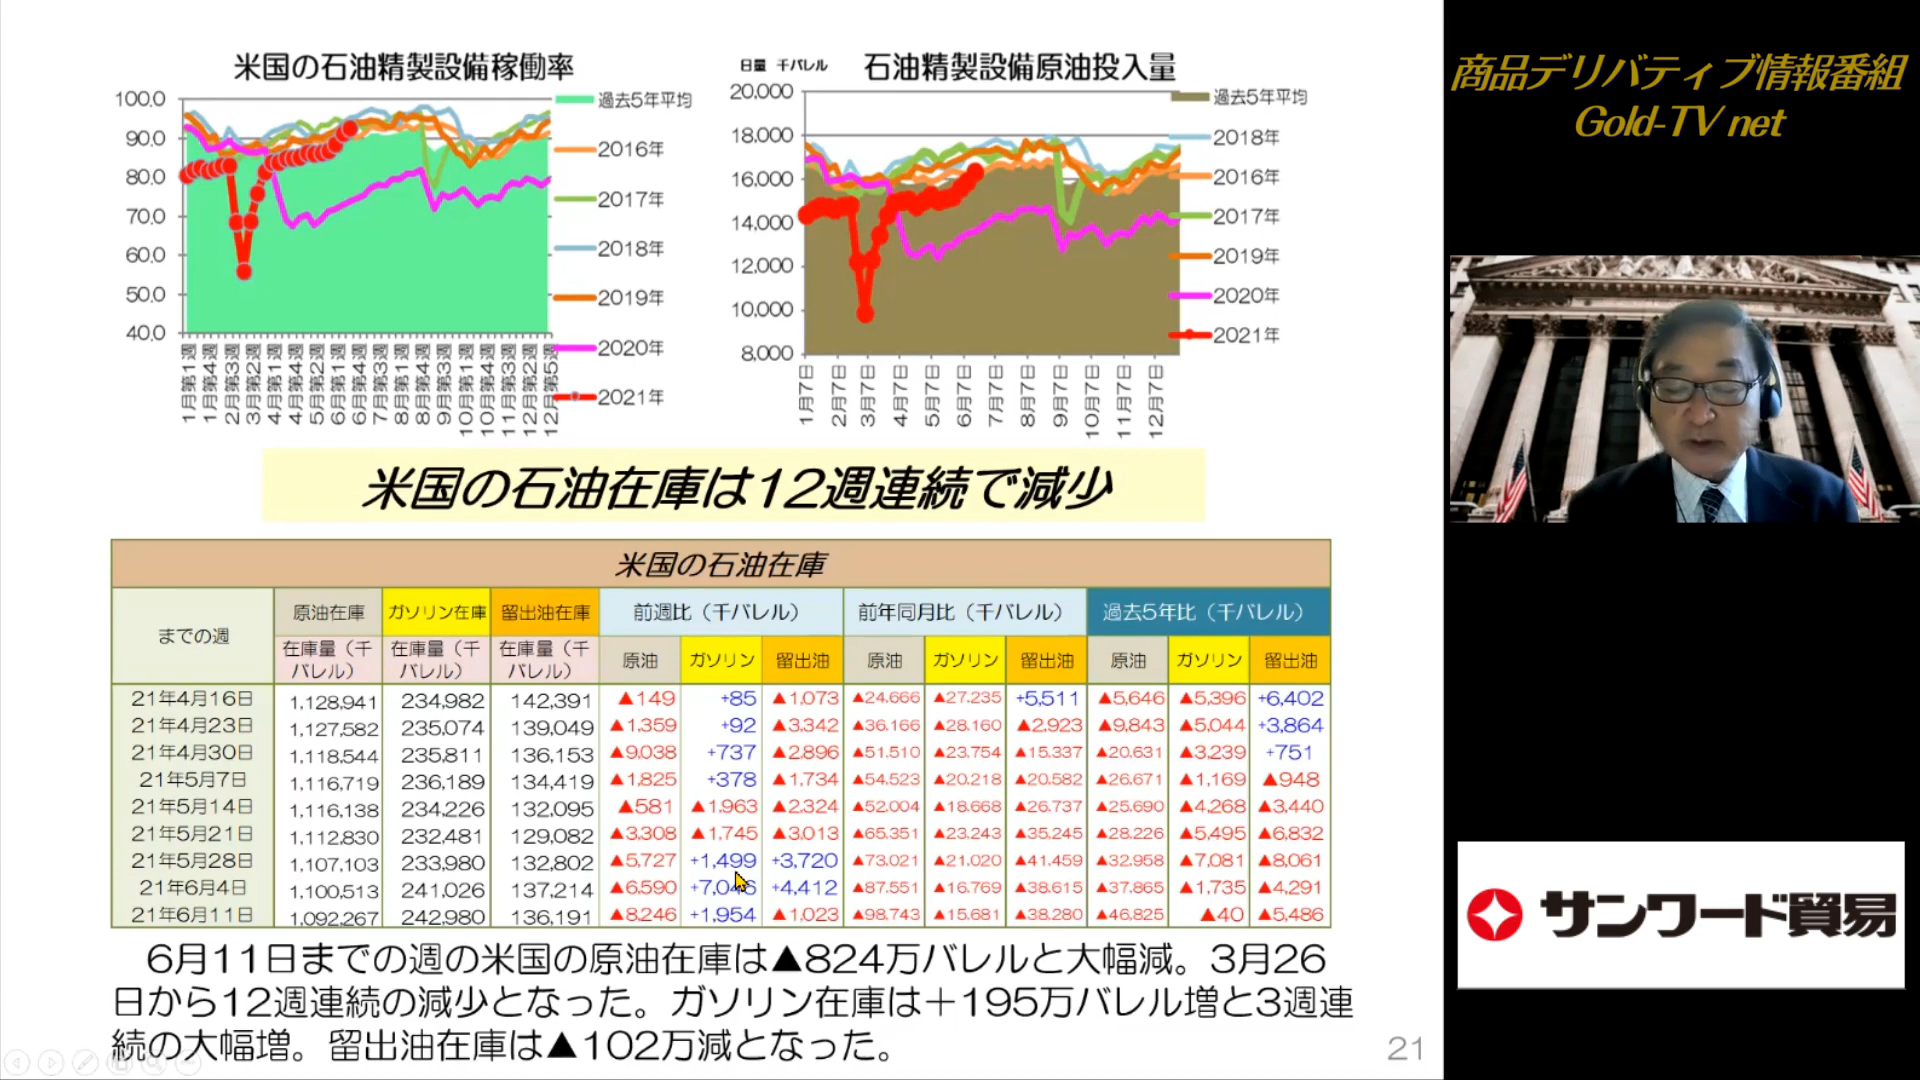 米国の石油精製設備稼働率
100.0
90.0
80.0
70.0
60.0
50.0
40.0
1月第1週
1月第4週
2月第3週
3月第2週
4月第1週
4月第4週
5月第2週
6月第1週
6月第4週
7月第3週
8月第1週
8月第4週
9月第3週
10月第1週
10月第4週
11月第3週
12月第2週
12月第5週
過去5年平均
2016年
2017年
2018年
2019年
2020年
2021年
日量 千バレル
石油精製設備原油投入量
20,000
18,000
16,000
14,000
12,000
10,000
8,000
1月7日
2月7日
3月7日
4月7日
5月7日
6月7日
7月7日
8月7日
9月7日
10月7日
11月7日
12月7日
過去5年平均
2018年
2016年
2017年
2019年
2020年
2021年
米国の石油在庫は12週連続で減少
米国の石油在庫
までの週 原油在庫 ガソリン在庫 留出油在庫 前週比（千バレル） 前年同月比（千バレル） 過去5年比（千バレル）
在庫量（千バレル） 在庫量（千バレル） 在庫量（千バレル） 原油 ガソリン 留出油 原油 ガソリン 留出油 原油 ガソリン 留出油
21年4月16日 1,128,941 234,982 142,391 ▲149 +85 ▲1,073 ▲24.666 ▲27.235 +5,511 ▲5,646 ▲5,396 +6,402
21年4月23日 1,127,582 235,074 139,049 ▲1,359 +92 ▲3,342 ▲36.166 ▲28.160 ▲2,923 ▲9,843 ▲5,044 +3,864
21年4月30日 1,118,544 235,811 136,153 ▲9,038 +737 ▲2,896 ▲51.510 ▲23.754 ▲15.337 ▲20.631 ▲3,239 +751
21年5月7日 1,116,719 236,189 134,419 ▲1,825 +378 ▲1,734 ▲54.523 ▲20.218 ▲20.582 ▲26.671 ▲1,169 ▲948
21年5月14日 1,116,138 234,226 132,095 ▲581 ▲1,963 ▲2,324 ▲52.004 ▲18.668 ▲26.737 ▲25.690 ▲4,268 ▲3,440
21年5月21日 1,112,830 232,481 129,082 ▲3,308 ▲1,745 ▲3,013 ▲65.351 ▲23.243 ▲35.245 ▲28.226 ▲5,495 ▲6,832
21年5月28日 1,107,103 233,980 132,802 ▲5,727 +1,499 +3,720 ▲73.021 ▲21.020 ▲41.459 ▲32.958 ▲7,081 ▲8,061
21年6月4日 1,100,513 241,026 137,214 ▲6,590 +7,046 +4,412 ▲87.551 ▲16.769 ▲38.615 ▲37.865 ▲1,735 ▲4,291
21年6月11日 1,092,267 242,980 136,191 ▲8,246 +1,954 ▲1,023 ▲98.743 ▲15.681 ▲38.280 ▲46.825 ▲40 ▲5,486
6月11日までの週の米国の原油在庫は▲824万バレルと大幅減。3月26
日から12週連続の減少となった。ガソリン在庫は＋195万バレル増と3週連
続の大幅増。留出油在庫は▲102万減となった。
21
商品デリバティブ情報番組
Gold-TV net
サンワード貿易